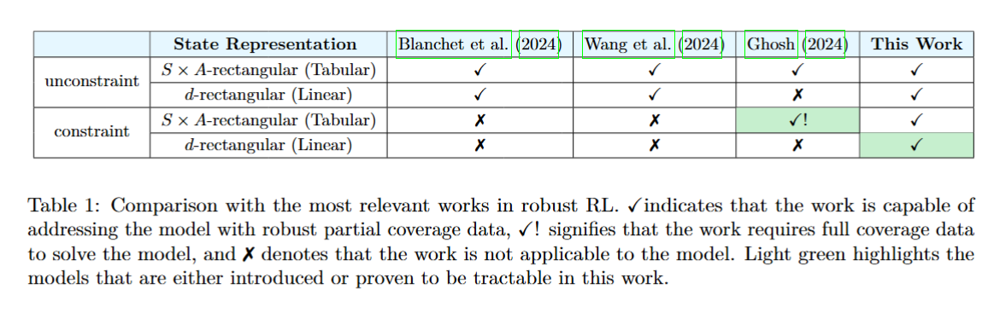 State Representation Blanchet et al. (2024) Wang et al. (2024) Ghosh (2024) This Work
unconstraint S × A-rectangular (Tabular) ✓ ✓ ✓ ✓
d-rectangular (Linear) ✓ ✓ ✗ ✓
constraint S × A-rectangular (Tabular) ✗ ✗ ✓! ✓
d-rectangular (Linear) ✗ ✗ ✗ ✓
Table 1: Comparison with the most relevant works in robust RL. ✓indicates that the work is capable of
addressing the model with robust partial coverage data, ✓! signifies that the work requires full coverage data
to solve the model, and ✗ denotes that the work is not applicable to the model. Light green highlights the
models that are either introduced or proven to be tractable in this work.